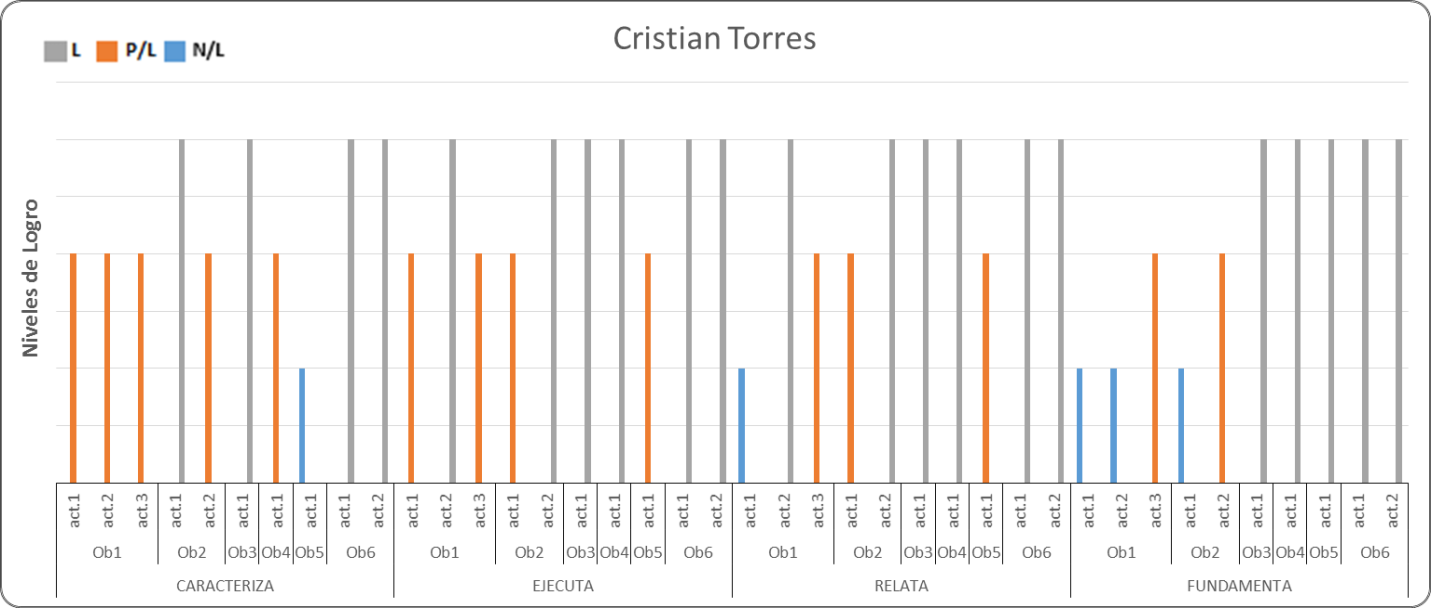 Cristian Torres
L P/L N/L
Niveles de Logro
act.1 act.2 act.3 act.1 act.2 act.1 act.1 act.1 act.1 act.2 act.1 act.2 act.3 act.1 act.2 act.1 act.1 act.1 act.1 act.2 act.1 act.2 act.3 act.1 act.2 act.1 act.1 act.1 act.1 act.2 act.1 act.2 act.3 act.1 act.2 act.1 act.1 act.1 act.1 act.2
Ob1 Ob2 Ob3 Ob4 Ob5 Ob6 Ob1 Ob2 Ob3 Ob4 Ob5 Ob6 Ob1 Ob2 Ob3 Ob4 Ob5 Ob6 Ob1 Ob2 Ob3 Ob4 Ob5 Ob6
CARACTERIZA EJECUTA RELATA FUNDAMENTA